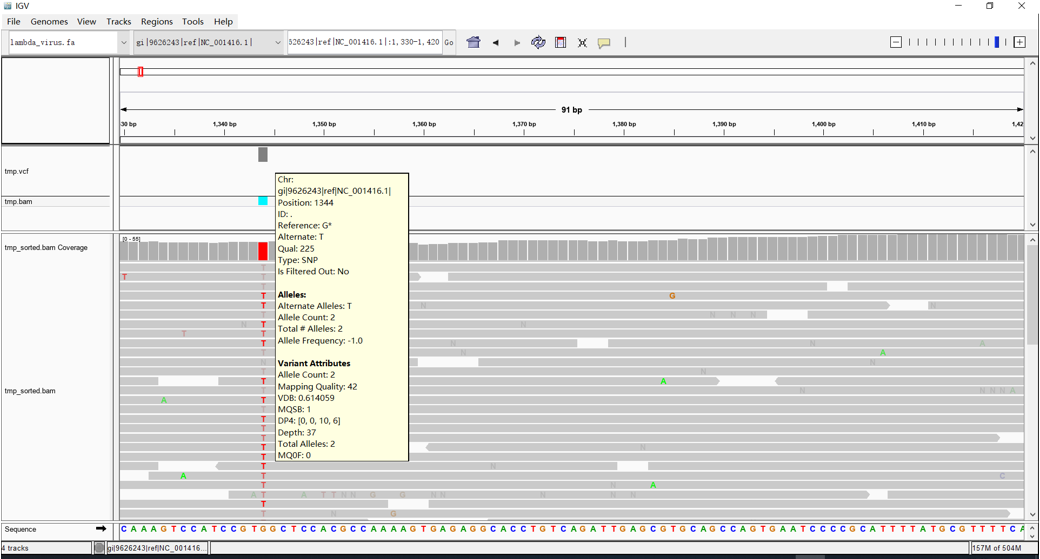 IGV
File Genomes View Tracks Regions Tools Help
lambda_virus.fa gi|9626243|ref|NC_001416.1| 526243|ref|NC_001416.1|:1,330-1,420 Go
91 bp
30 bp 1,340 bp 1,350 bp 1,360 bp 1,370 bp 1,380 bp 1,390 bp 1,400 bp 1,410 bp 1,42
tmp.vcf
tmp.bam
tmp_sorted.bam Coverage
[0 - 55]
Chr:
gi|9626243|ref|NC_001416.1|
Position: 1344
ID: .
Reference: G*
Alternate: T
Qual: 225
Type: SNP
Is Filtered Out: No
Alleles:
Alternate Alleles: T
Allele Count: 2
Total # Alleles: 2
Allele Frequency: -1.0
Variant Attributes
Allele Count: 2
Mapping Quality: 42
VDB: 0.614059
MQSB: 1
DP4: [0, 0, 10, 6]
Depth: 37
Total Alleles: 2
MQ0F: 0
tmp_sorted.bam
Sequence
C A A A G T C C A T C C G T G G C T C C A C G C C A A A A G T G A G A G G C A C C T G T C A G A T T G A G C G T G C A G C C A G T G A A T C C C C G C A T T T T A T G C G T T T T C A
4 tracks gi|9626243|ref|NC_001416... 157M of 504M